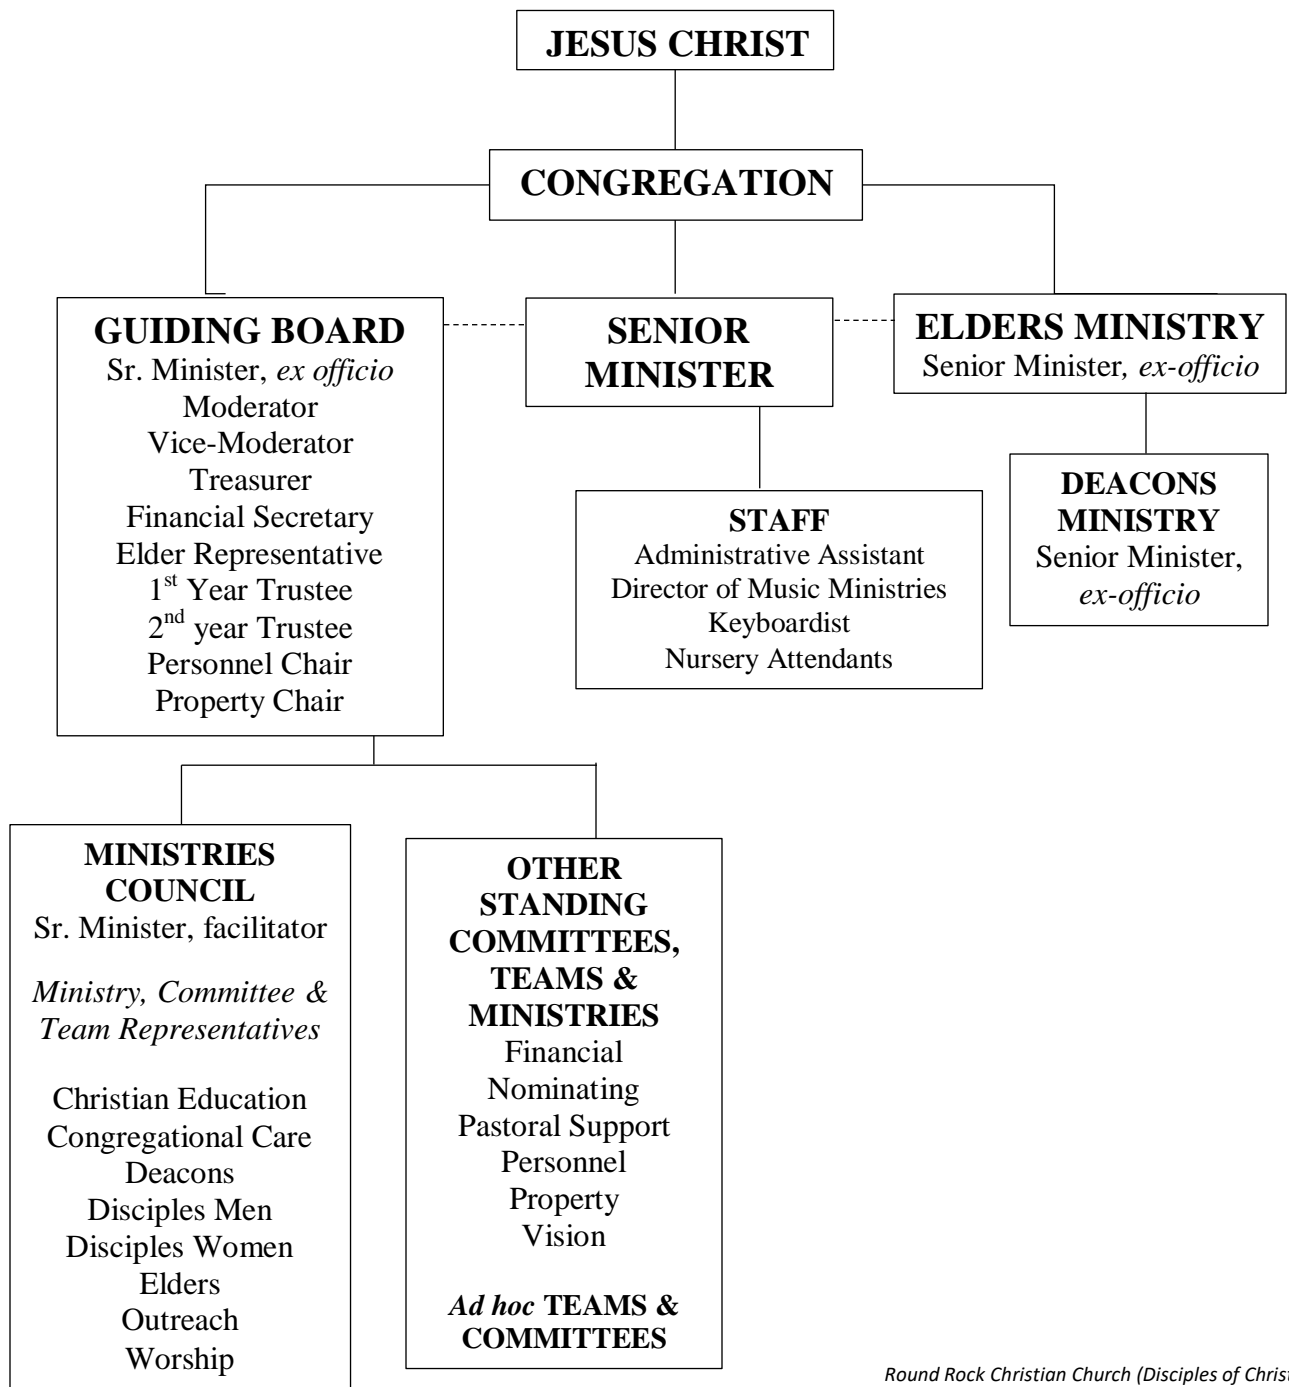 JESUS CHRIST
CONGREGATION
GUIDING BOARD
Sr. Minister, ex officio
Moderator
Vice-Moderator
Treasurer
Financial Secretary
Elder Representative
1st Year Trustee
2nd year Trustee
Personnel Chair
Property Chair
SENIOR
MINISTER
ELDERS MINISTRY
Senior Minister, ex-officio
STAFF
Administrative Assistant
Director of Music Ministries
Keyboardist
Nursery Attendants
DEACONS
MINISTRY
Senior Minister,
ex-officio
MINISTRIES
COUNCIL
Sr. Minister, facilitator
Ministry, Committee &
Team Representatives
Christian Education
Congregational Care
Deacons
Disciples Men
Disciples Women
Elders
Outreach
Worship
OTHER
STANDING
COMMITTEES,
TEAMS &
MINISTRIES
Financial
Nominating
Pastoral Support
Personnel
Property
Vision
Ad hoc TEAMS &
COMMITTEES
Round Rock Christian Church (Disciples of Christ